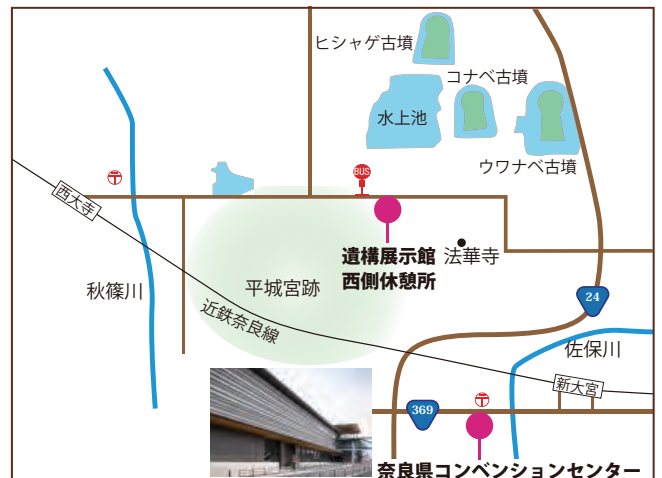 ヒシャゲ古墳
コナベ古墳
水上池
ウワナベ古墳
BUS
〒
西大寺
遺構展示館
西側休憩所
法華寺
秋篠川
平城宮跡
近鉄奈良線
24
佐保川
新大宮
〒
369
奈良県コンベンションセンター